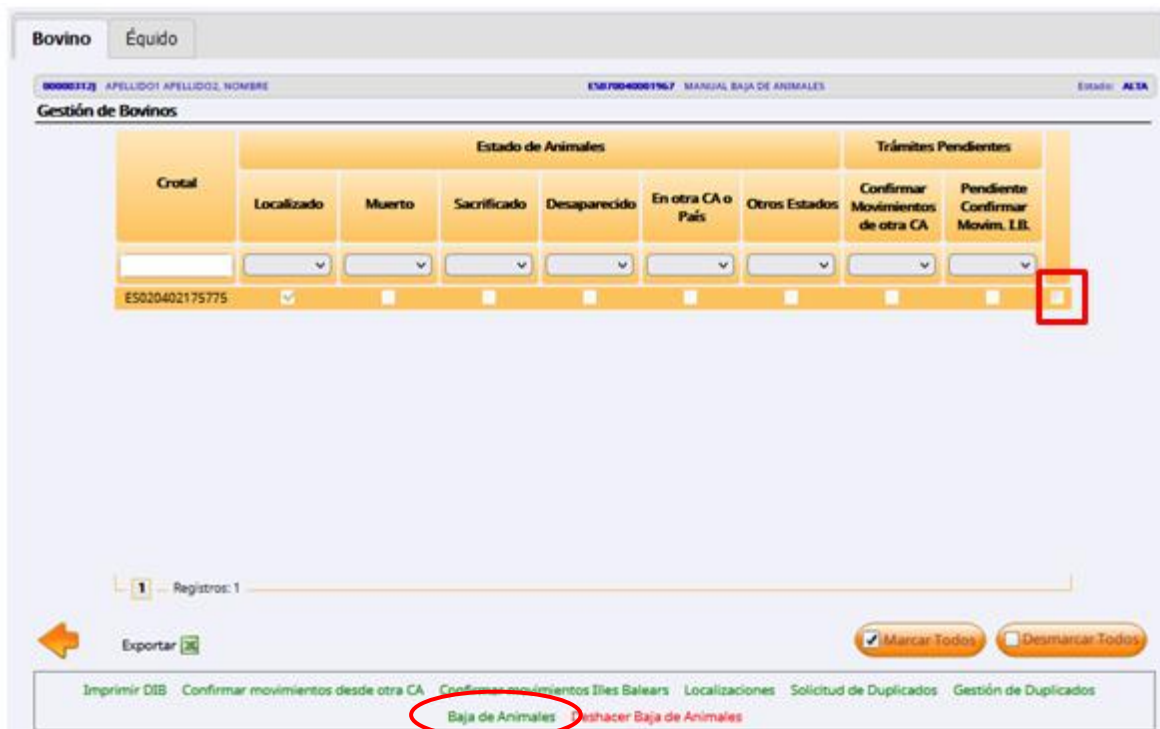 Bovino Équido
00000312J APELLIDO1 APELLIDO2, NOMBRE ESB70040001967 MANUAL BAJA DE ANIMALES Estado: ALTA
Gestión de Bovinos
Estado de Animales Trámites Pendientes
Crotal Localizado Muerto Sacrificado Desaparecido En otra CA o País Otros Estados Confirmar Movimientos de otra CA Pendiente Confirmar Movim. I.B.
ES020402175775
1 Registros: 1
Exportar Marcar Todos Desmarcar Todos
Imprimir DIB Confirmar movimientos desde otra CA Confirmar movimientos Illes Balears Localizaciones Solicitud de Duplicados Gestión de Duplicados
Baja de Animales Deshacer Baja de Animales